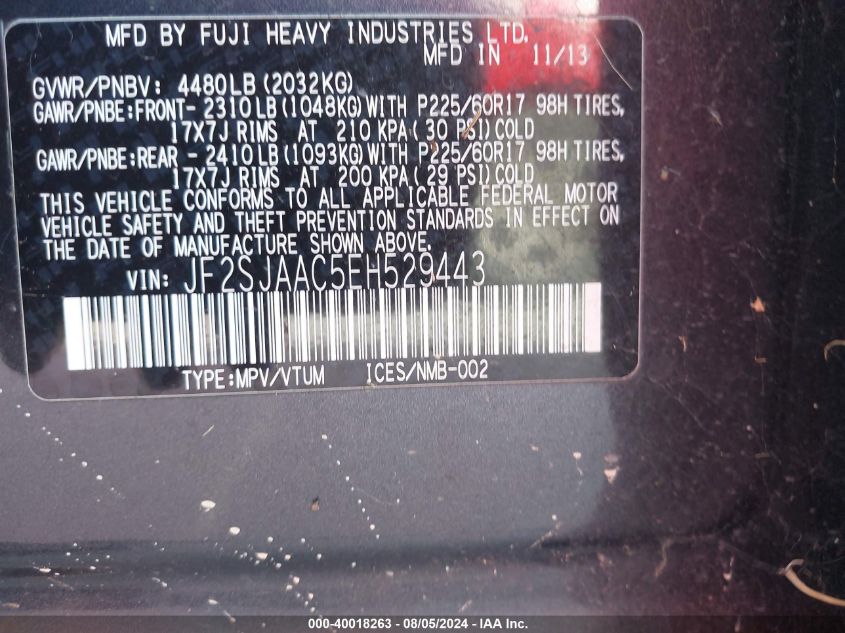 MFD BY FUJI HEAVY INDUSTRIES LTD.
MFD IN 11/13
GVWR/PNBV: 4480LB (2032KG)
GAWR/PNBE:FRONT- 2310LB(1048KG)WITH P225/60R17 98H TIRES,
17X7J RIMS AT 210 KPA( 30 PSI)COLD
GAWR/PNBE:REAR - 2410LB(1093KG)WITH P225/60R17 98H TIRES,
17X7J RIMS AT 200 KPA( 29 PSI)COLD
THIS VEHICLE CONFORMS TO ALL APPLICABLE FEDERAL MOTOR
VEHICLE SAFETY AND THEFT PREVENTION STANDARDS IN EFFECT ON
THE DATE OF MANUFACTURE SHOWN ABOVE.
VIN: JF2SJAAC5EH529443
TYPE:MPV/VTUM ICES/NMB-002
000-40018263 - 08/05/2024 - IAA Inc.